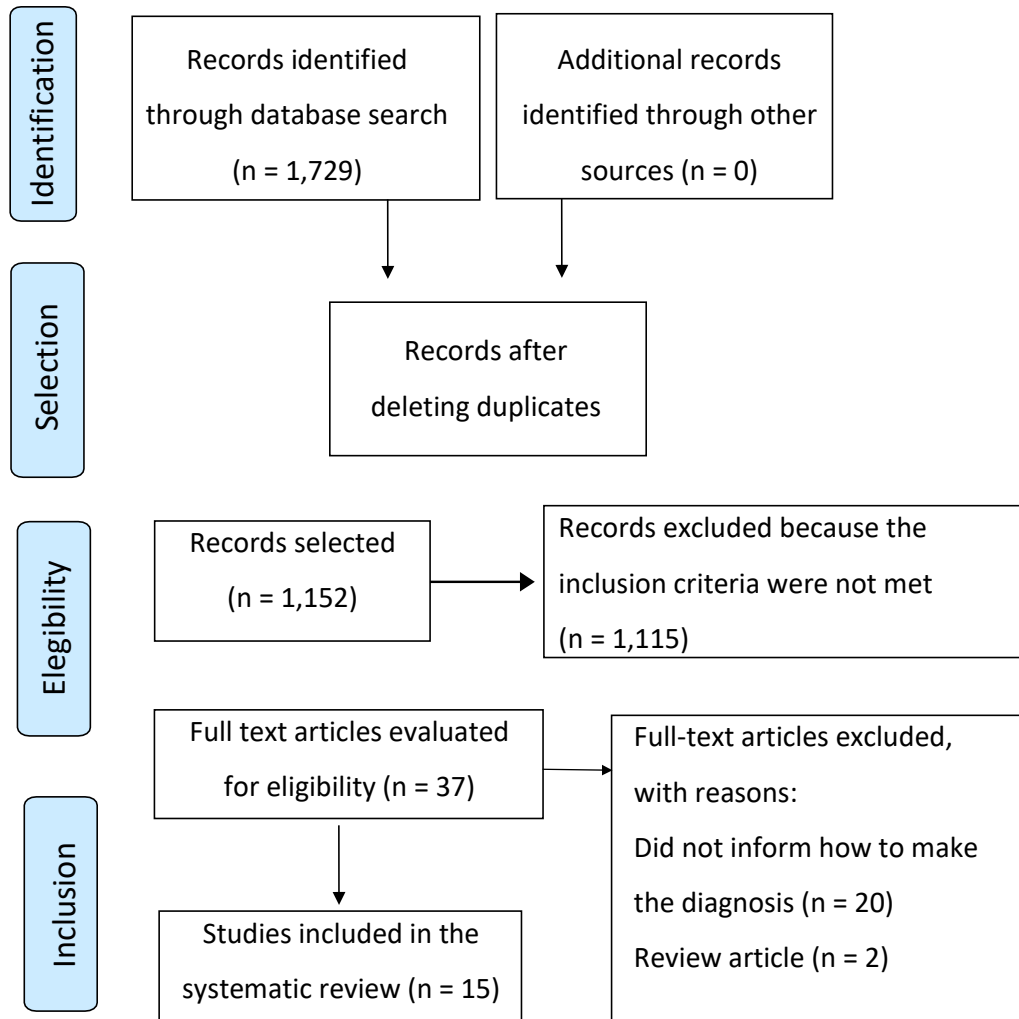 Identification
Records identified
through database search
(n = 1,729)
Additional records
identified through other
sources (n = 0)
Selection
Records after
deleting duplicates
Elegibility
Records selected
(n = 1,152)
Records excluded because the
inclusion criteria were not met
(n = 1,115)
Full text articles evaluated
for eligibility (n = 37)
Full-text articles excluded,
with reasons:
Did not inform how to make
the diagnosis (n = 20)
Review article (n = 2)
Inclusion
Studies included in the
systematic review (n = 15)